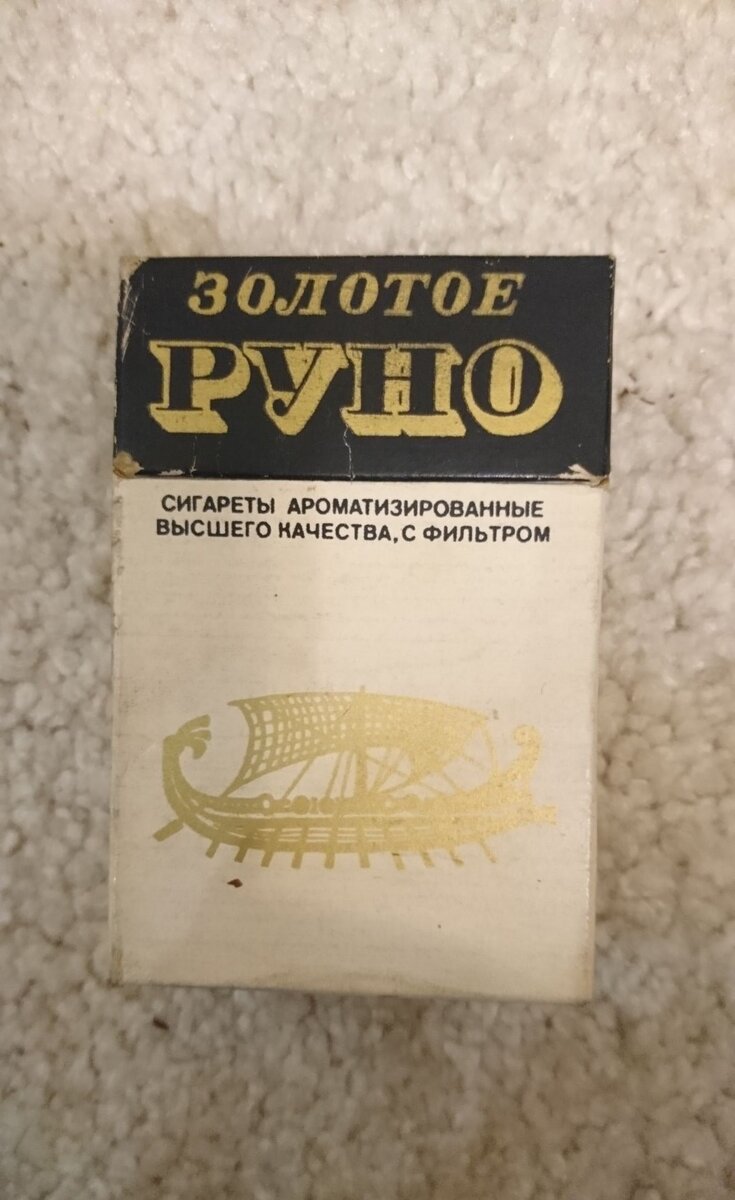 ЗОЛОТОЕ
РУНО
СИГАРЕТЫ АРОМАТИЗИРОВАННЫЕ
ВЫСШЕГО КАЧЕСТВА, С ФИЛЬТРОМ